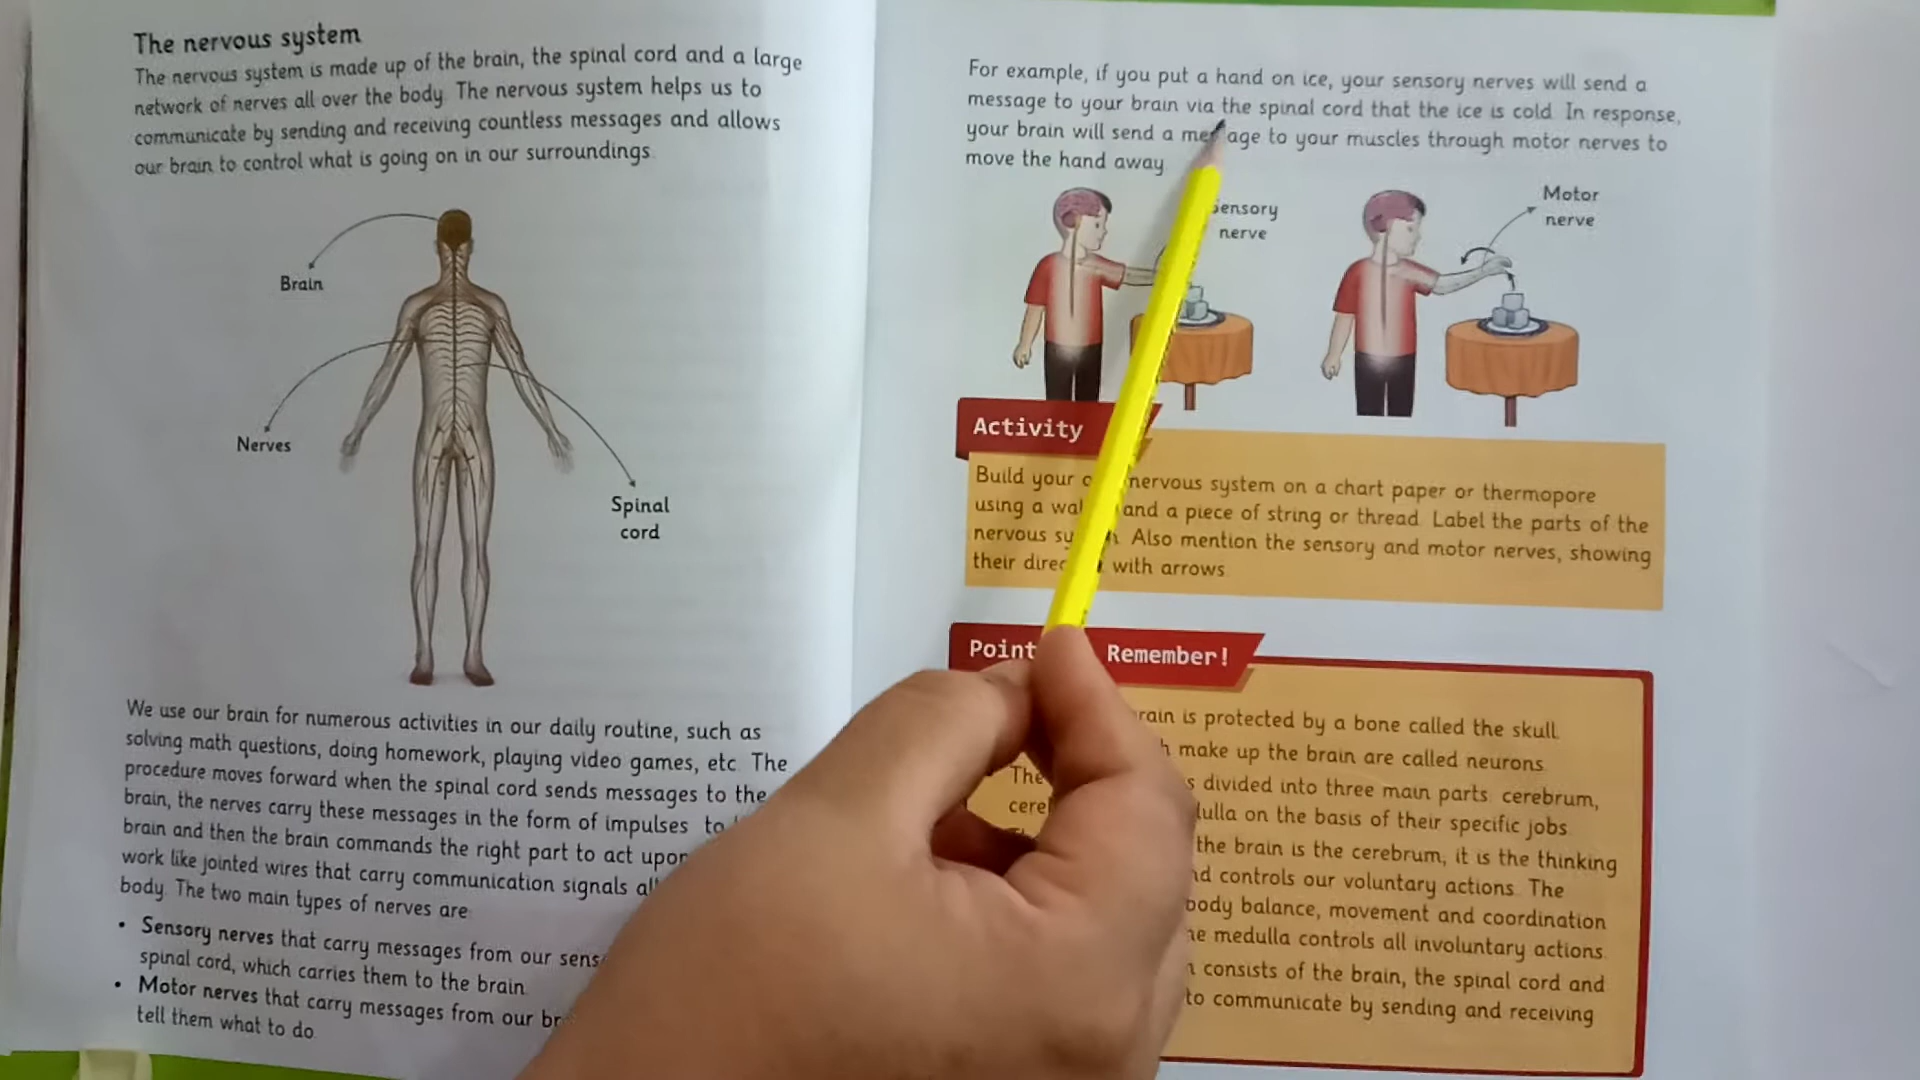 The nervous system
The nervous system is made up of the brain, the spinal cord and a large
network of nerves all over the body. The nervous system helps us to
communicate by sending and receiving countless messages and allows
our brain to control what is going on in our surroundings.
Brain
Nerves
Spinal
cord
We use our brain for numerous activities in our daily routine, such as
solving math questions, doing homework, playing video games, etc. The
procedure moves forward when the spinal cord sends messages to the
brain, the nerves carry these messages in the form of impulses to
brain and then the brain commands the right part to act upon
work like jointed wires that carry communication signals
body. The two main types of nerves are
• Sensory nerves that carry messages from our
spinal cord, which carries them to the brain
• Motor nerves that carry messages from our
tell them what to do
For example, if you put a hand on ice, your sensory nerves will send a
message to your brain via the spinal cord that the ice is cold. In response,
your brain will send a message to your muscles through motor nerves to
move the hand away
Sensory
nerve
Motor
nerve
Activity
Build your nervous system on a chart paper or thermopore
using a and a piece of string or thread. Label the parts of the
nervous Also mention the sensory and motor nerves, showing
their with arrows
Remember!
is protected by a bone called the skull.
make up the brain are called neurons
The divided into three main parts cerebrum,
on the basis of their specific jobs
the brain is the cerebrum, it is the thinking
controls our voluntary actions. The
body balance, movement and coordination
medulla controls all involuntary actions.
consists of the brain, the spinal cord and
to communicate by sending and receiving